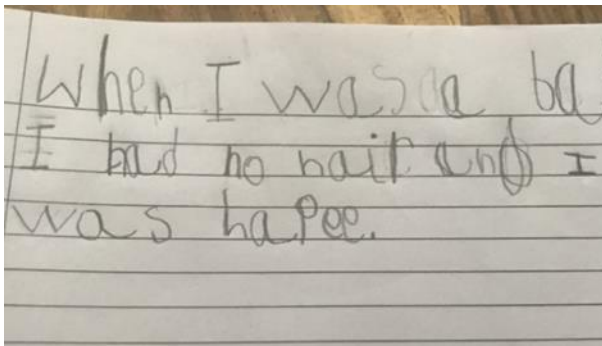 When I was a ba
I had no hair and I
was hapee.